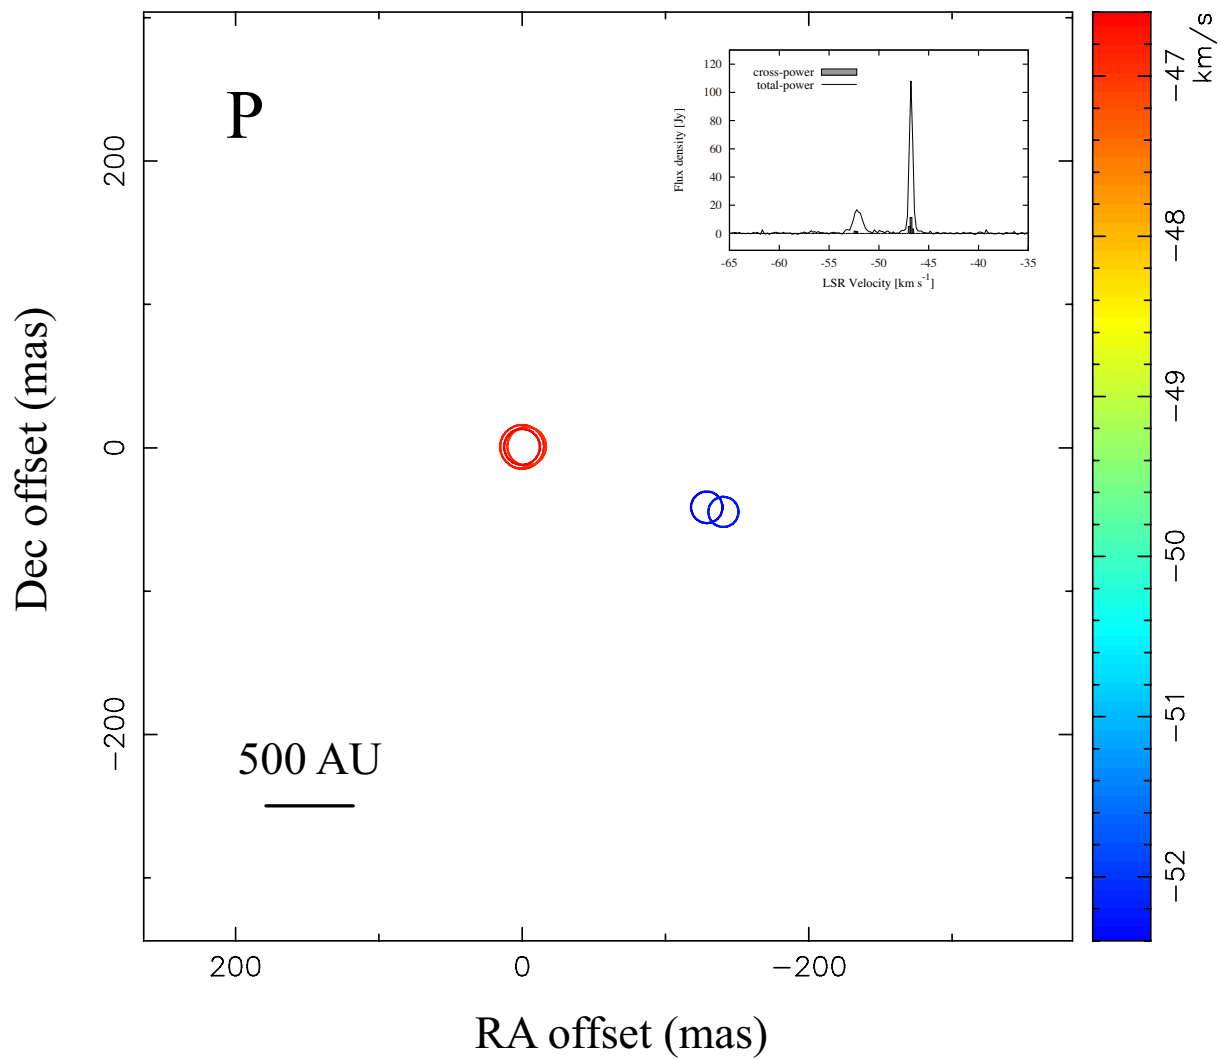 P
cross-power
total-power
Flux density [Jy]
120
100
80
60
40
20
0
-65 -60 -55 -50 -45 -40 -35
LSR Velocity [km s-1]
km/s
−47
−48
−49
−50
−51
−52
Dec offset (mas)
200
0
−200
500 AU
200 0 −200
RA offset (mas)